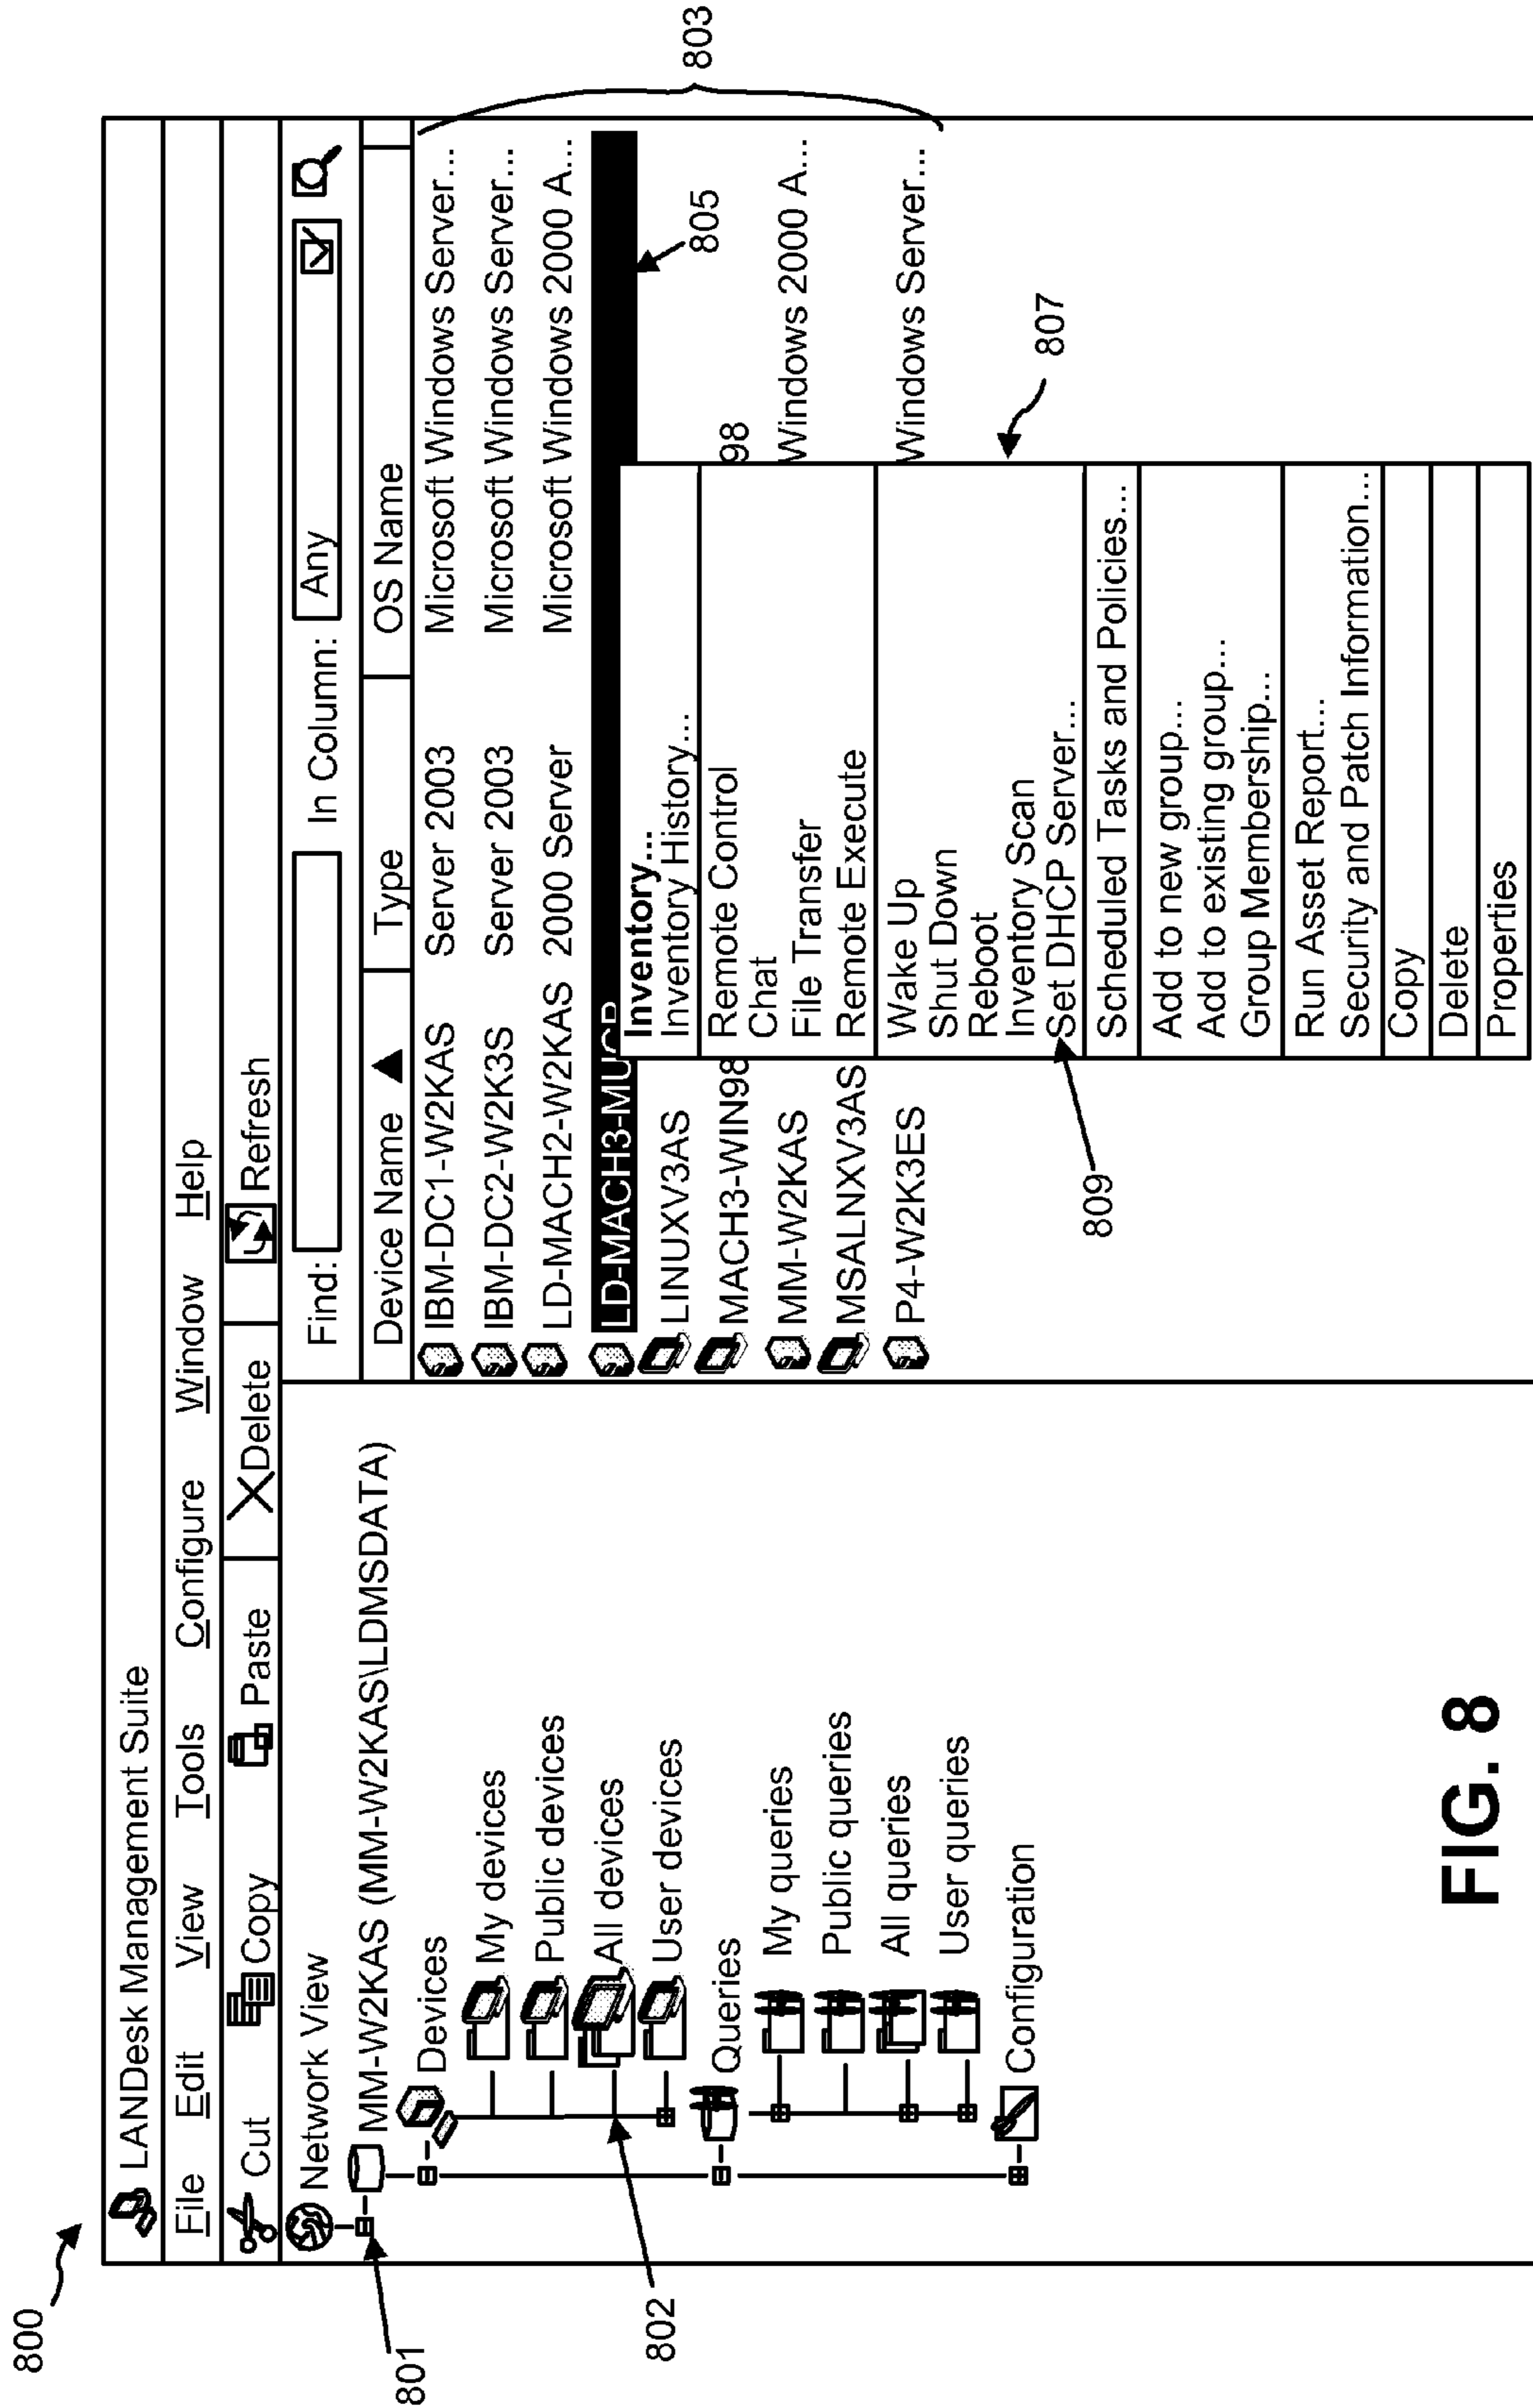 800
LANDesk Management Suite
File Edit View Tools Configure Window Help
Cut Copy Paste Delete Refresh
Network View
801
MM-W2KAS (MM-W2KAS\LDMSDATA)
Devices
My devices
Public devices
All devices
User devices
802
Queries
My queries
Public queries
All queries
User queries
Configuration
Find: In Column: Any
Device Name Type OS Name
IBM-DC1-W2KAS Server 2003 Microsoft Windows Server...
IBM-DC2-W2K3S Server 2003 Microsoft Windows Server...
LD-MACH2-W2KAS 2000 Server Microsoft Windows 2000 A...
LD-MACH3-MUCB
LINUXV3AS
MACH3-WIN98 98
MM-W2KAS Windows 2000 A...
MSALNXV3AS
P4-W2K3ES Windows Server...
803
805
Inventory...
Inventory History...
Remote Control
Chat
File Transfer
Remote Execute
Wake Up
Shut Down
Reboot
Inventory Scan
Set DHCP Server...
Scheduled Tasks and Policies...
Add to new group...
Add to existing group...
Group Membership...
Run Asset Report...
Security and Patch Information...
Copy
Delete
Properties
807
809
FIG. 8